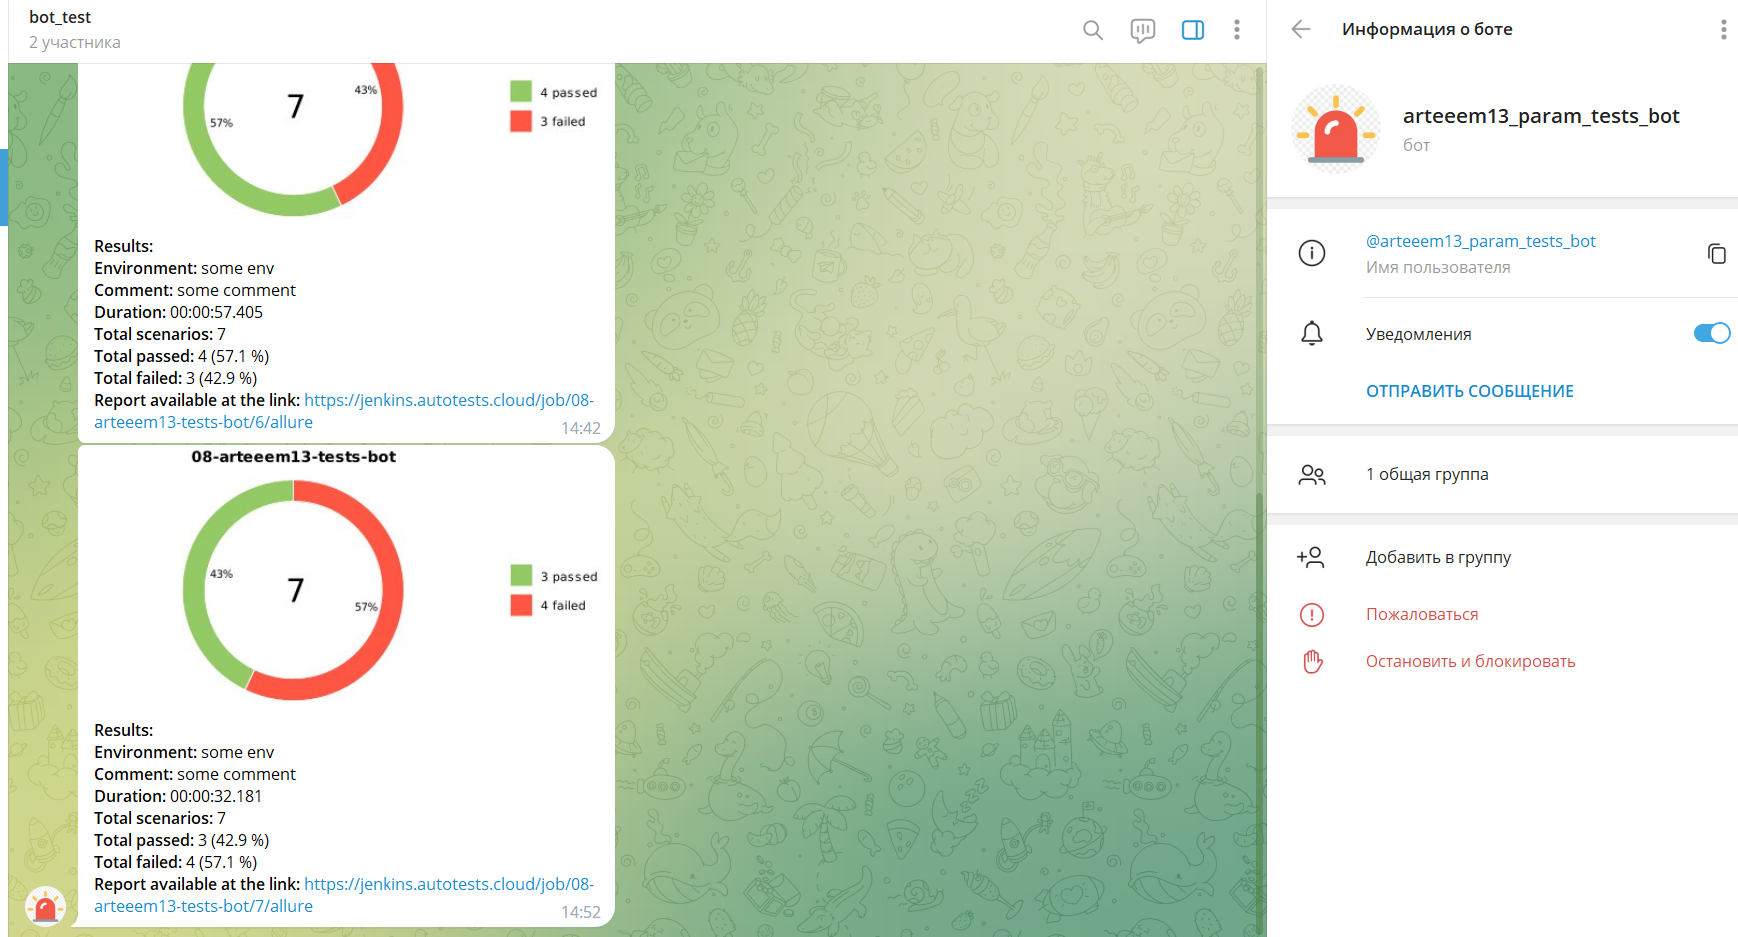 bot_test
2 участника
7
43%
57%
4 passed
3 failed
Results:
Environment: some env
Comment: some comment
Duration: 00:00:57.405
Total scenarios: 7
Total passed: 4 (57.1 %)
Total failed: 3 (42.9 %)
Report available at the link: https://jenkins.autotests.cloud/job/08-
arteeem13-tests-bot/6/allure
14:42
08-arteeem13-tests-bot
7
43%
57%
3 passed
4 failed
Results:
Environment: some env
Comment: some comment
Duration: 00:00:32.181
Total scenarios: 7
Total passed: 3 (42.9 %)
Total failed: 4 (57.1 %)
Report available at the link: https://jenkins.autotests.cloud/job/08-
arteeem13-tests-bot/7/allure
14:52
Информация о боте
arteeem13_param_tests_bot
бот
@arteeem13_param_tests_bot
Имя пользователя
Уведомления
ОТПРАВИТЬ СООБЩЕНИЕ
1 общая группа
Добавить в группу
Пожаловаться
Остановить и блокировать